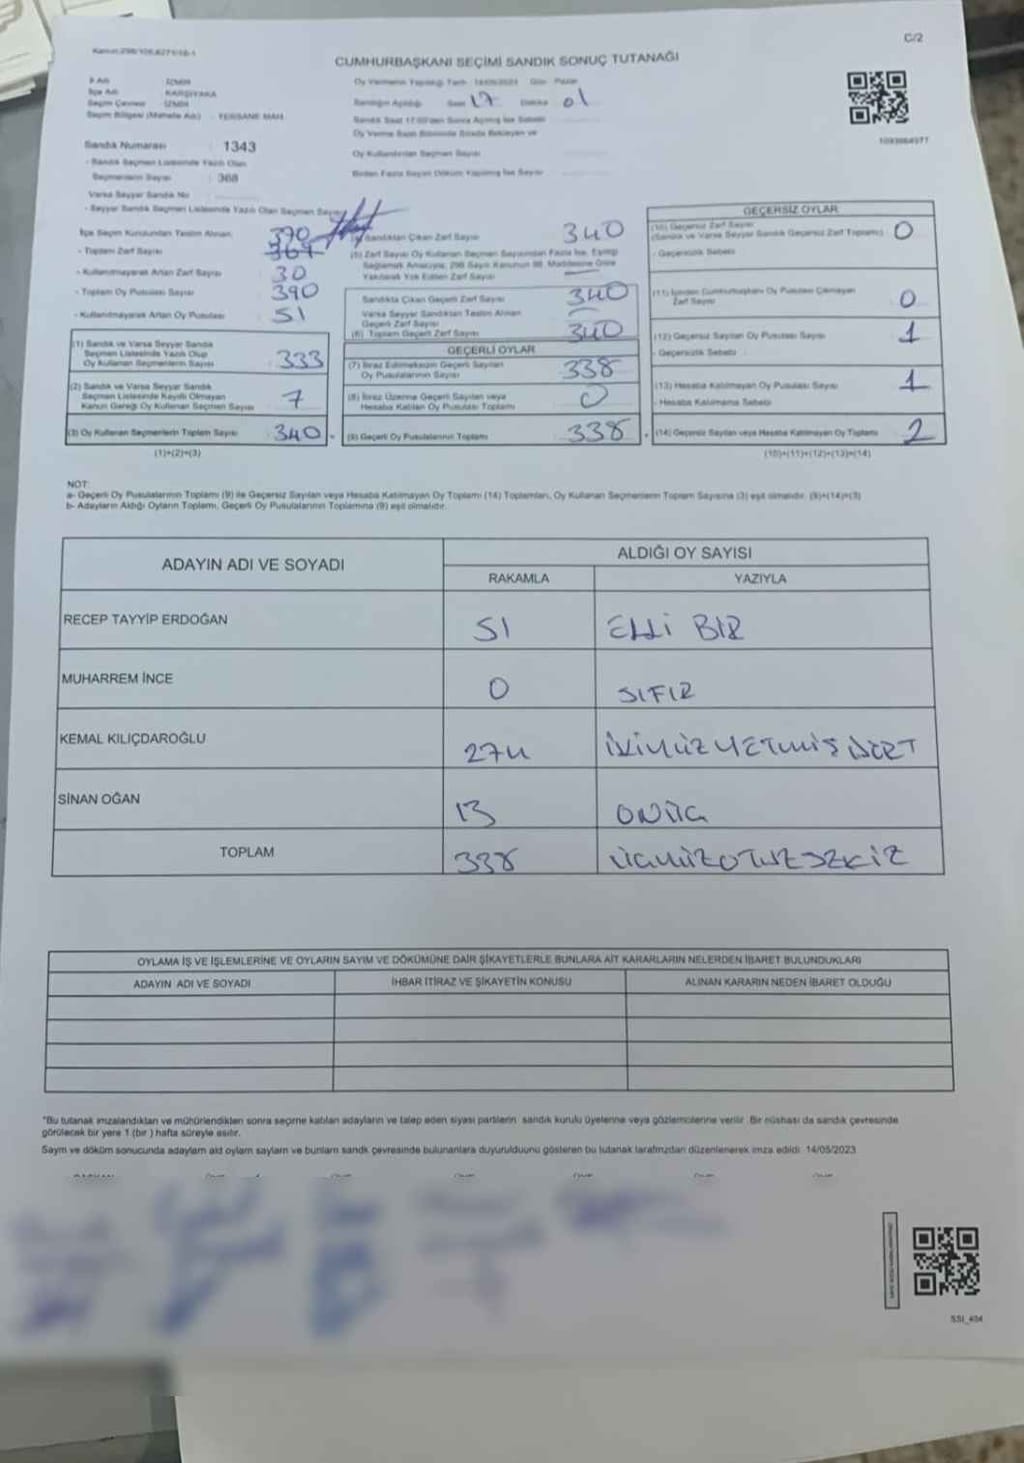 Kanun:298/106,6271/18-1
C/2
CUMHURBAŞKANI SEÇİMİ SANDIK SONUÇ TUTANAĞI
İl Adı İZMİR
İlçe Adı KARŞIYAKA
Seçim Çevresi İZMİR
Seçim Bölgesi (Mahalle Adı) TERSANE MAH.
Sandık Numarası 1343
- Sandık Seçmen Listesinde Yazılı Olan
Seçmenlerin Sayısı : 368
Varsa Seyyar Sandık No
- Seyyar Sandık Seçmen Listesinde Yazılı Olan Seçmen Sayısı
Oy Vermenin Yapıldığı Tarih : 14/05/2023 Gün : Pazar
Sandığın Açıldığı Saat 17 Dakika 01
Sandık Saat 17:00'den Sonra Açılmış İse Sebebi
Oy Verme Saati Bitiminde Sırada Bekleyen ve
Oy Kullandırılan Seçmen Sayısı
Birden Fazla Sayım Döküm Yapılmış İse Sayısı
İlçe Seçim Kurulundan Teslim Alınan,
- Toplam Zarf Sayısı 370
- Kullanılmayarak Artan Zarf Sayısı 30
- Toplam Oy Pusulası Sayısı 390
- Kullanılmayarak Artan Oy Pusulası 51
(1) Sandık ve Varsa Seyyar Sandık
Seçmen Listesinde Yazılı Olup
Oy Kullanan Seçmenlerin Sayısı 333
(2) Sandık ve Varsa Seyyar Sandık
Seçmen Listesinde Kayıtlı Olmayan
Kanun Gereği Oy Kullanan Seçmen Sayısı 7
(3) Oy Kullanan Seçmenlerin Toplam Sayısı 340
(1)+(2)=(3)
(4) Sandıktan Çıkan Zarf Sayısı 340
(5) Zarf Sayısı Oy Kullanan Seçmen Sayısından Fazla İse, Eşitliği
Sağlamak Amacıyla, 298 Sayılı Kanunun 98. Maddesine Göre
Yakılarak Yok Edilen Zarf Sayısı —
Sandıkta Çıkan Geçerli Zarf Sayısı 340
Varsa Seyyar Sandıktan Teslim Alınan
Geçerli Zarf Sayısı —
(6) Toplam Geçerli Zarf Sayısı 340
GEÇERLİ OYLAR
(7) İtiraz Edilmeksizin Geçerli Sayılan
Oy Pusulalarının Sayısı 338
(8) İtiraz Üzerine Geçerli Sayılan veya
Hesaba Katılan Oy Pusulası Toplamı 0
(9) Geçerli Oy Pusulalarının Toplamı 338
GEÇERSİZ OYLAR
(10) Geçersiz Zarf Sayısı
(Sandık ve Varsa Seyyar Sandık Geçersiz Zarf Toplamı) 0
- Geçersizlik Sebebi
(11) İçinden Cumhurbaşkanı Oy Pusulası Çıkmayan
Zarf Sayısı 0
(12) Geçersiz Sayılan Oy Pusulası Sayısı 1
- Geçersizlik Sebebi
(13) Hesaba Katılmayan Oy Pusulası Sayısı 1
- Hesaba Katılmama Sebebi
(14) Geçersiz Sayılan veya Hesaba Katılmayan Oy Toplamı 2
(10)+(11)+(12)+(13)=(14)
NOT:
a- Geçerli Oy Pusulalarının Toplamı (9) ile Geçersiz Sayılan veya Hesaba Katılmayan Oy Toplamı (14) Toplamları, Oy Kullanan Seçmenlerin Toplam Sayısına (3) eşit olmalıdır. (9)+(14)=(3)
b- Adayların Aldığı Oyların Toplamı, Geçerli Oy Pusulalarının Toplamına (9) eşit olmalıdır.
ADAYIN ADI VE SOYADI ALDIĞI OY SAYISI
RAKAMLA YAZIYLA
RECEP TAYYİP ERDOĞAN 51 ELLİ BİR
MUHARREM İNCE 0 SIFIR
KEMAL KILIÇDAROĞLU 274 İKİYÜZYETMİŞ DÖRT
SİNAN OĞAN 13 ONÜÇ
TOPLAM 338 ÜÇYÜZOTUZSEKİZ
OYLAMA İŞ VE İŞLEMLERİNE VE OYLARIN SAYIM VE DÖKÜMÜNE DAİR ŞİKAYETLERLE BUNLARA AİT KARARLARIN NELERDEN İBARET BULUNDUKLARI
ADAYIN ADI VE SOYADI İHBAR İTİRAZ VE ŞİKAYETİN KONUSU ALINAN KARARIN NEDEN İBARET OLDUĞU
"Bu tutanak imzalandıktan ve mühürlendikten sonra seçime katılan adayların ve talep eden siyasi partilerin sandık kurulu üyelerine veya gözlemcilerine verilir. Bir nüshası da sandık çevresinde
görülecek bir yere 1 (bir ) hafta süreyle asılır.
Sayım ve döküm sonucunda adayların ald oyların sayıları ve bunların sandk çevresinde bulunanlara duyurulduunu gösteren bu tutanak tarafmzdan düzenlenerek imza edildi. 14/05/2023
SSI_404